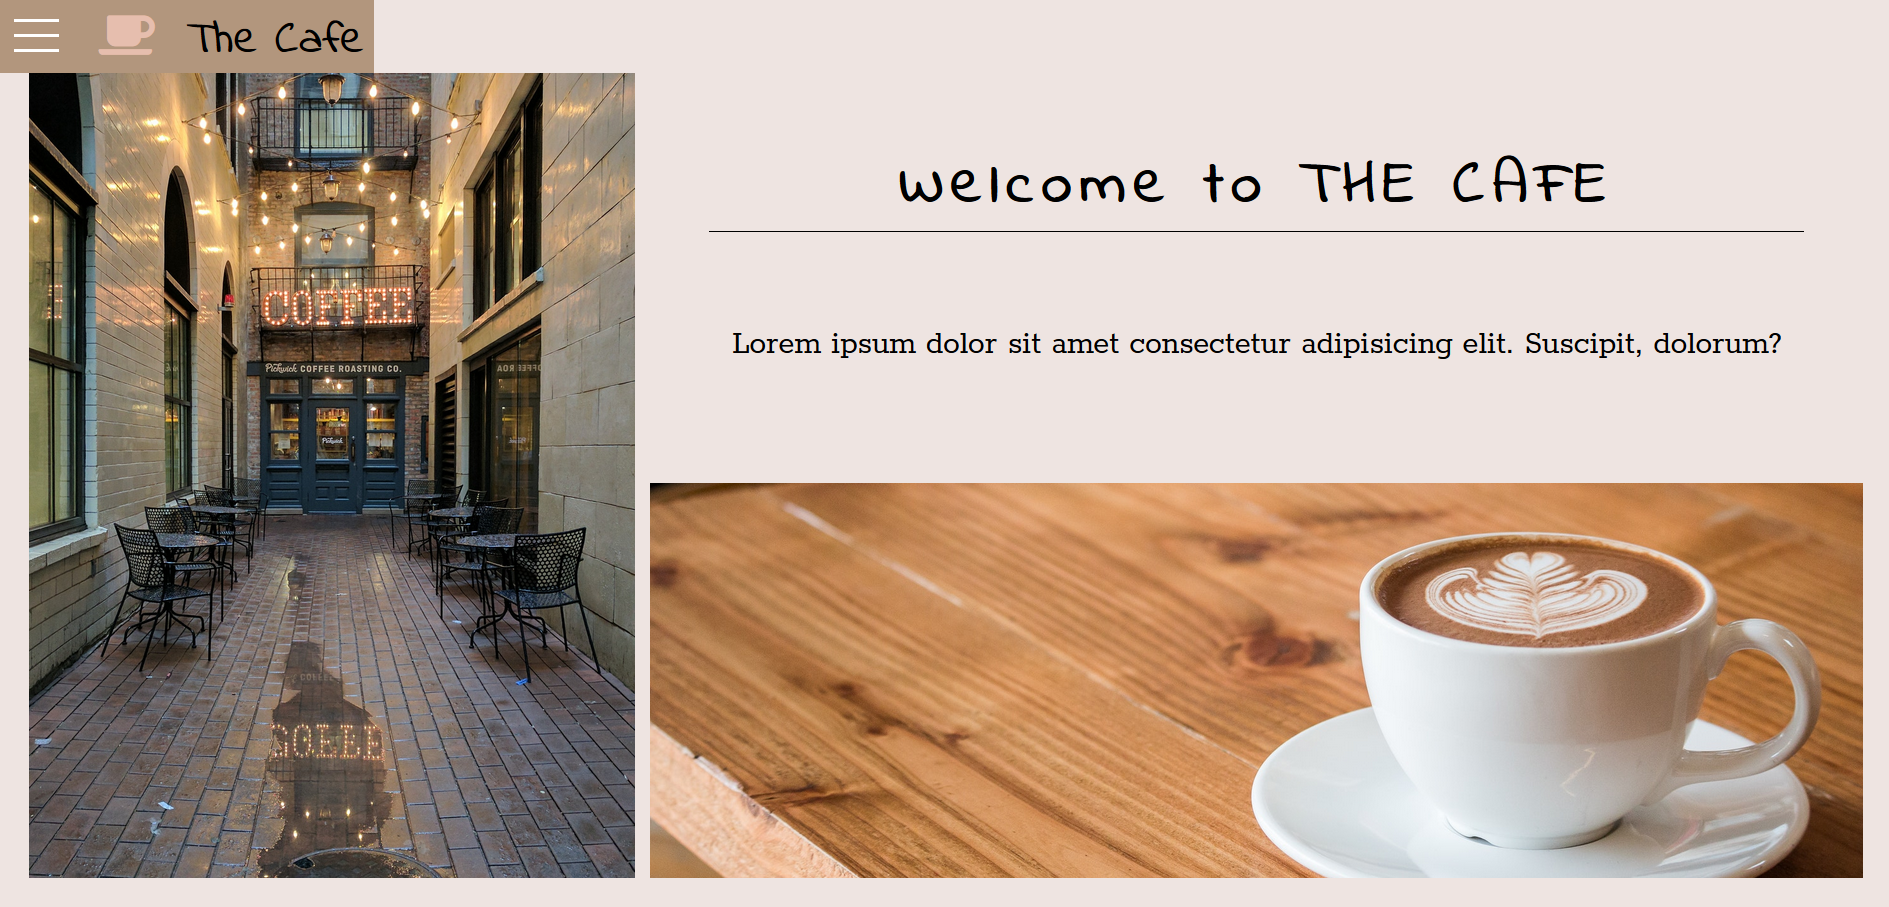 The Cafe
Welcome to THE CAFE
Lorem ipsum dolor sit amet consectetur adipisicing elit. Suscipit, dolorum?
COFFEE
Pickwick COFFEE ROASTING CO.
Pickwick